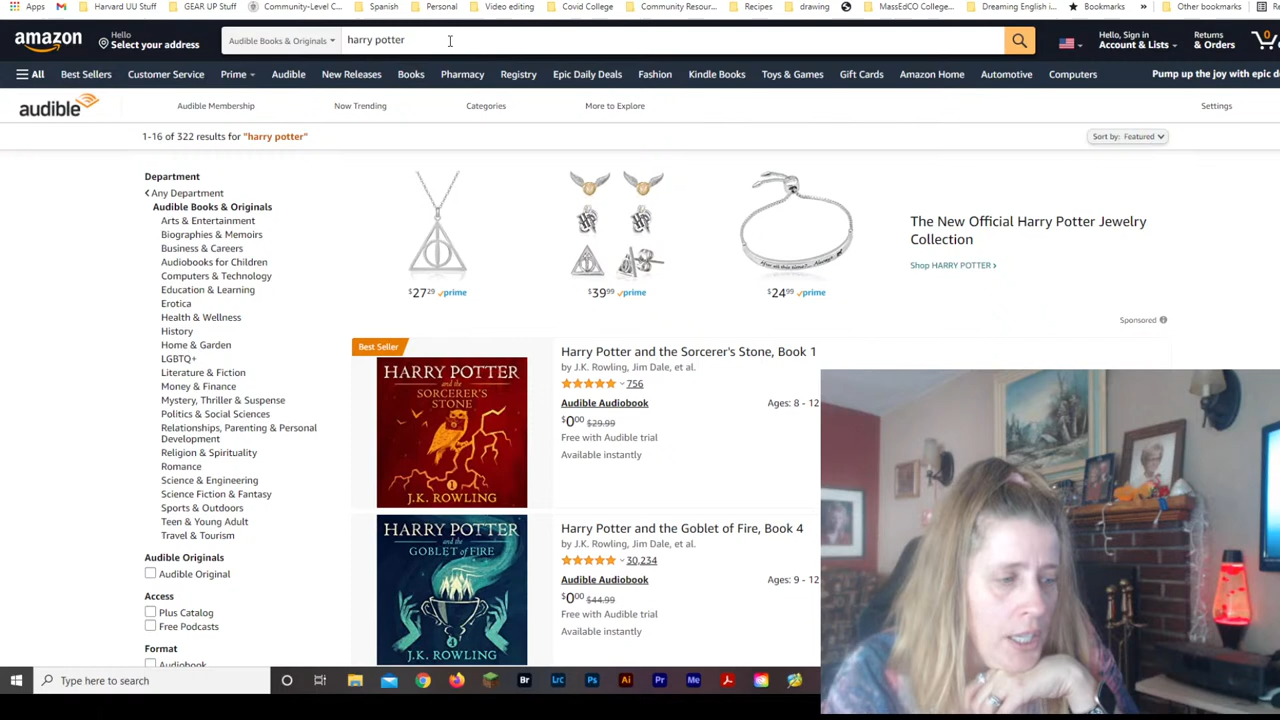 Apps
Harvard UU Stuff
GEAR UP Stuff
Community-Level C...
Spanish
Personal
Video editing
Covid College
Community Resour...
Recipes
drawing
MassEdCO College...
Dreaming English i...
Bookmarks
Other bookmarks
amazon
Hello
Select your address
Audible Books & Originals
harry potter
Hello, Sign in
Account & Lists
Returns
& Orders
0
All
Best Sellers
Customer Service
Prime
Audible
New Releases
Books
Pharmacy
Registry
Epic Daily Deals
Fashion
Kindle Books
Toys & Games
Gift Cards
Amazon Home
Automotive
Computers
Pump up the joy with epic de
audible
Audible Membership
Now Trending
Categories
More to Explore
Settings
1-16 of 322 results for "harry potter"
Sort by: Featured
Department
Any Department
Audible Books & Originals
Arts & Entertainment
Biographies & Memoirs
Business & Careers
Audiobooks for Children
Computers & Technology
Education & Learning
Erotica
Health & Wellness
History
Home & Garden
LGBTQ+
Literature & Fiction
Money & Finance
Mystery, Thriller & Suspense
Politics & Social Sciences
Relationships, Parenting & Personal
Development
Religion & Spirituality
Romance
Science & Engineering
Science Fiction & Fantasy
Sports & Outdoors
Teen & Young Adult
Travel & Tourism
Audible Originals
Audible Original
Access
Plus Catalog
Free Podcasts
Format
Audiobook
$27.29 prime
$39.99 prime
$24.99 prime
The New Official Harry Potter Jewelry
Collection
Shop HARRY POTTER ›
Sponsored
Best Seller
HARRY POTTER
and the
SORCERER'S
STONE
1
J.K. ROWLING
Harry Potter and the Sorcerer's Stone, Book 1
by J.K. Rowling, Jim Dale, et al.
756
Audible Audiobook
Ages: 8 - 12
$0.00 $29.99
Free with Audible trial
Available instantly
HARRY POTTER
and the
GOBLET OF FIRE
4
J.K. ROWLING
Harry Potter and the Goblet of Fire, Book 4
by J.K. Rowling, Jim Dale, et al.
30,234
Audible Audiobook
Ages: 9 - 12
$0.00 $44.99
Free with Audible trial
Available instantly
Type here to search
Br
Lrc
Ps
Ai
Pr
Me